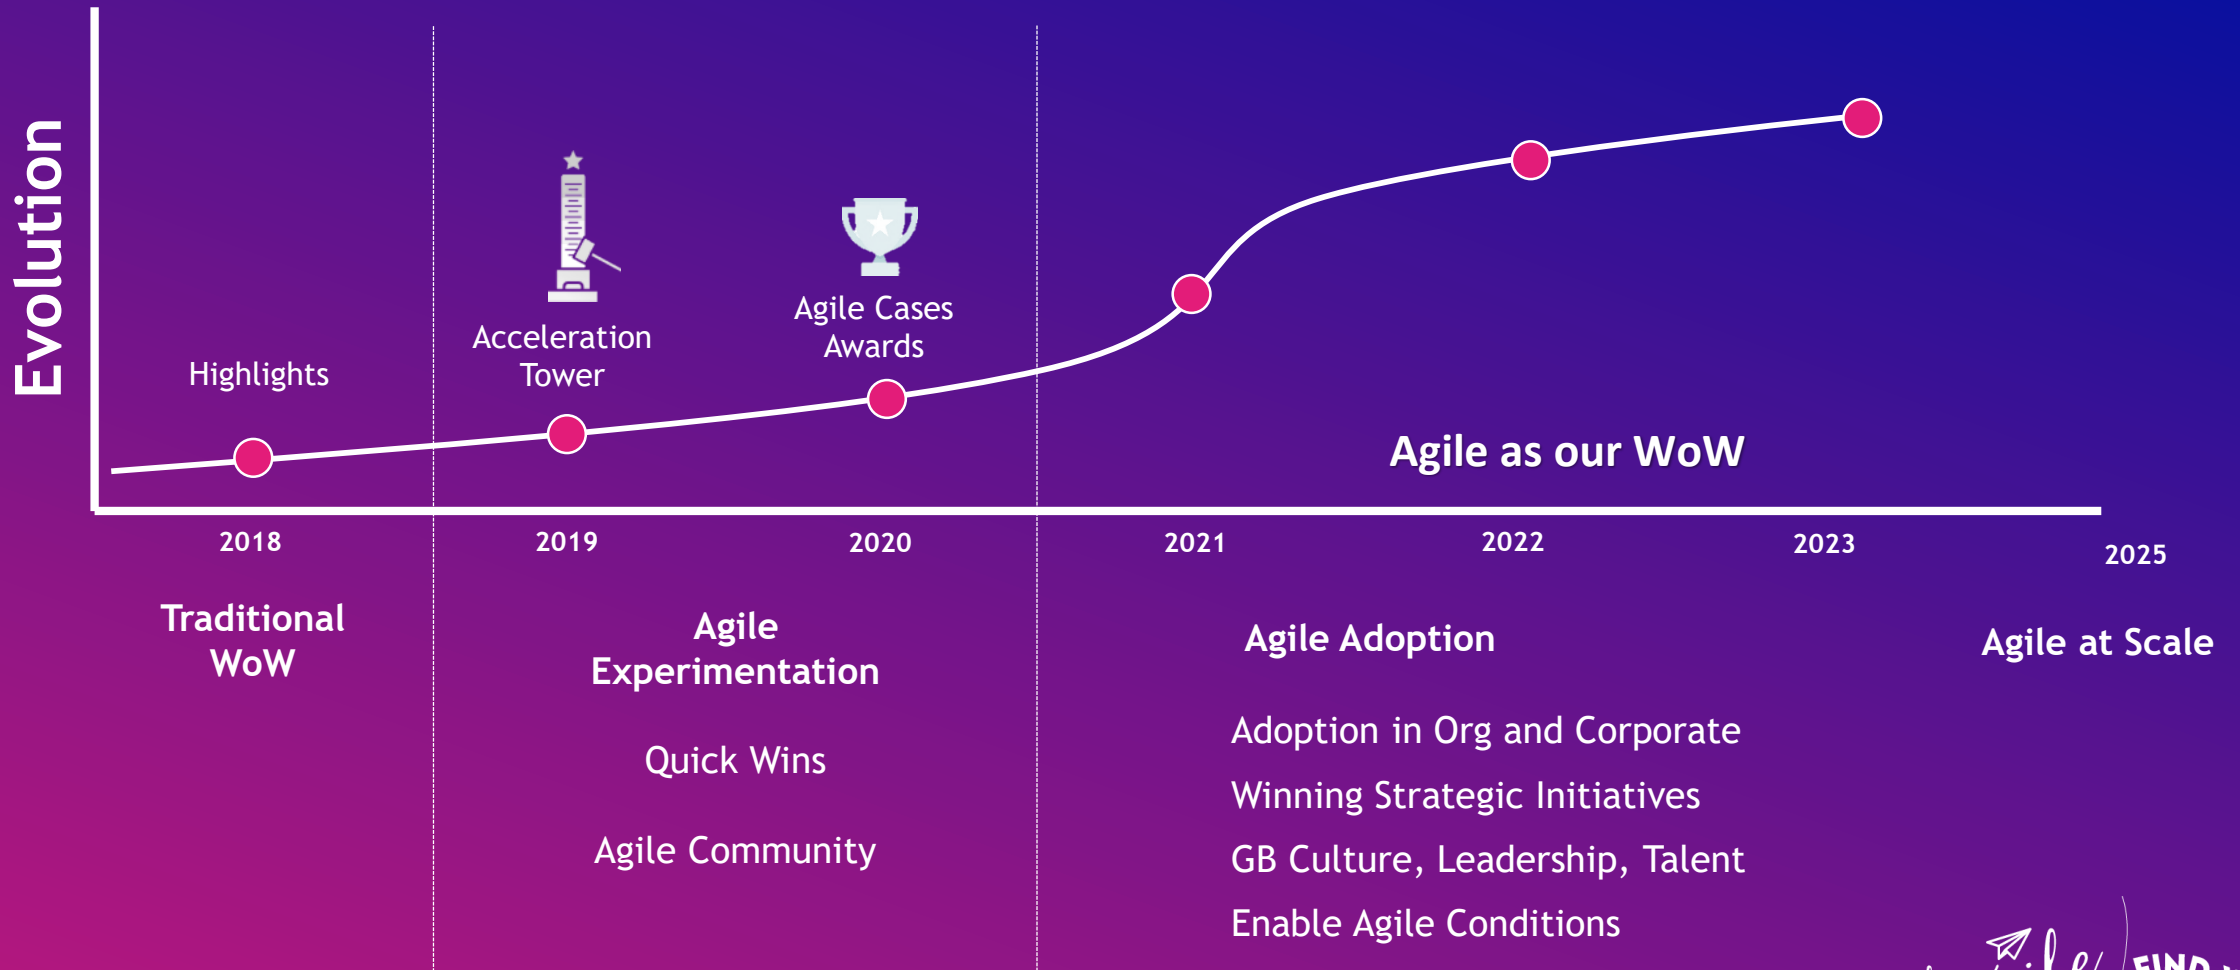 Evolution
Highlights
Acceleration
Tower
Agile Cases
Awards
Agile as our WoW
2018
2019
2020
2021
2022
2023
2025
Traditional
WoW
Agile
Experimentation
Quick Wins
Agile Community
Agile Adoption
Adoption in Org and Corporate
Winning Strategic Initiatives
GB Culture, Leadership, Talent
Enable Agile Conditions
Agile at Scale
FIND